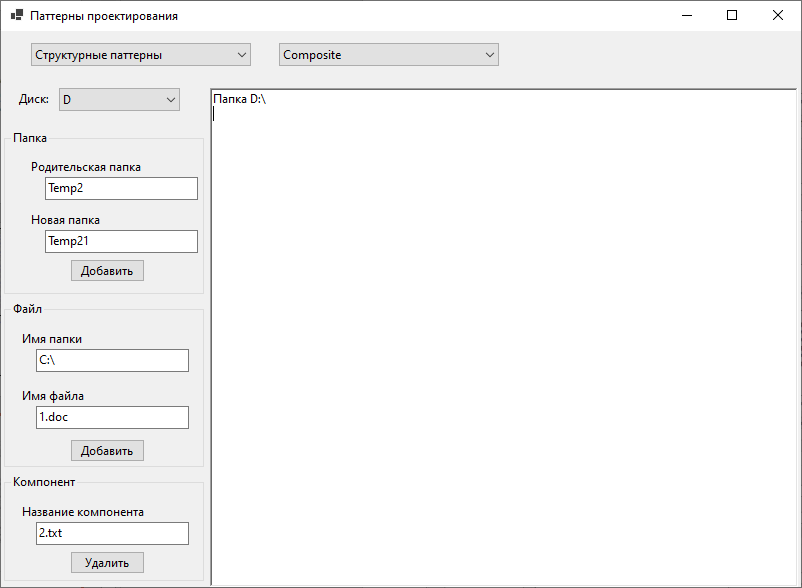 Паттерны проектирования
Структурные паттерны
Composite
Диск:
D
Папка D:\
Папка
Родительская папка
Temp2
Новая папка
Temp21
Добавить
Файл
Имя папки
C:\
Имя файла
1.doc
Добавить
Компонент
Название компонента
2.txt
Удалить